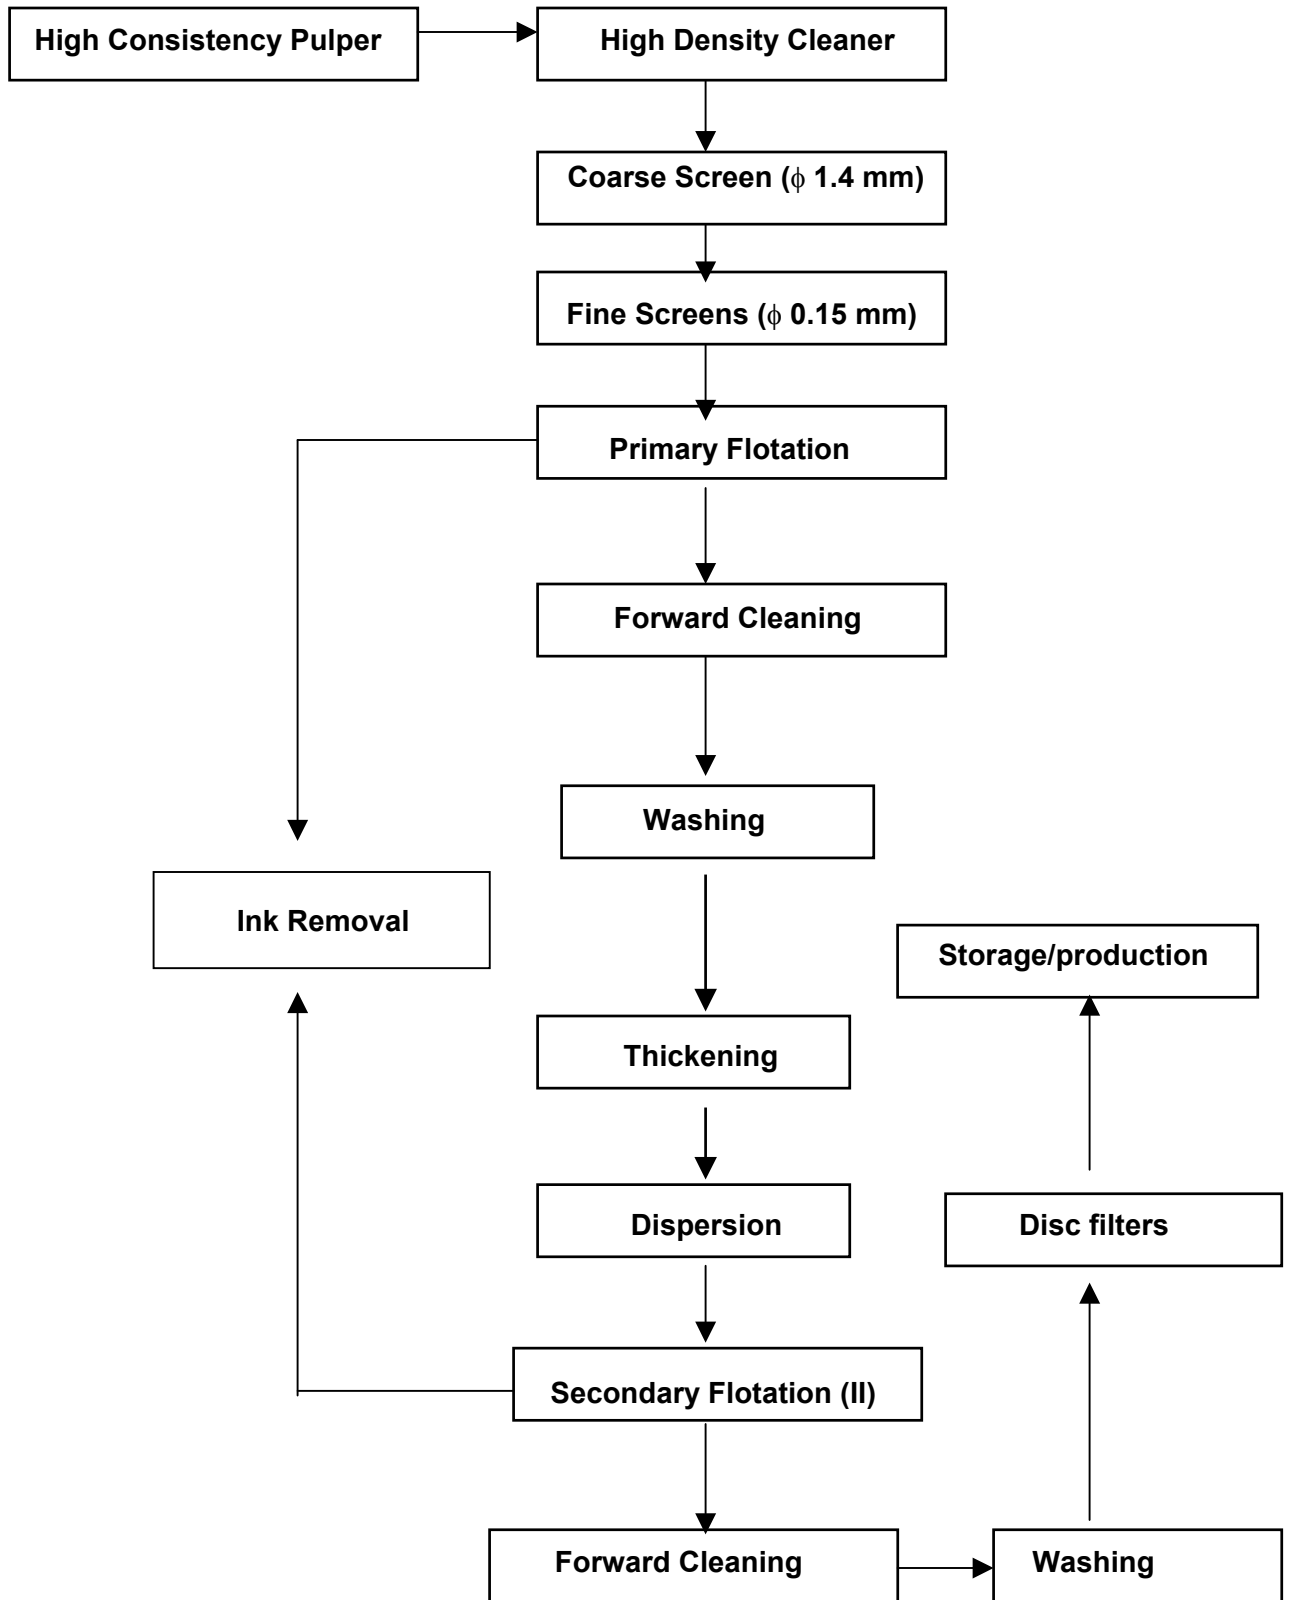 High Consistency Pulper
High Density Cleaner
Coarse Screen (ϕ 1.4 mm)
Fine Screens (ϕ 0.15 mm)
Primary Flotation
Forward Cleaning
Washing
Ink Removal
Storage/production
Thickening
Dispersion
Disc filters
Secondary Flotation (II)
Forward Cleaning
Washing